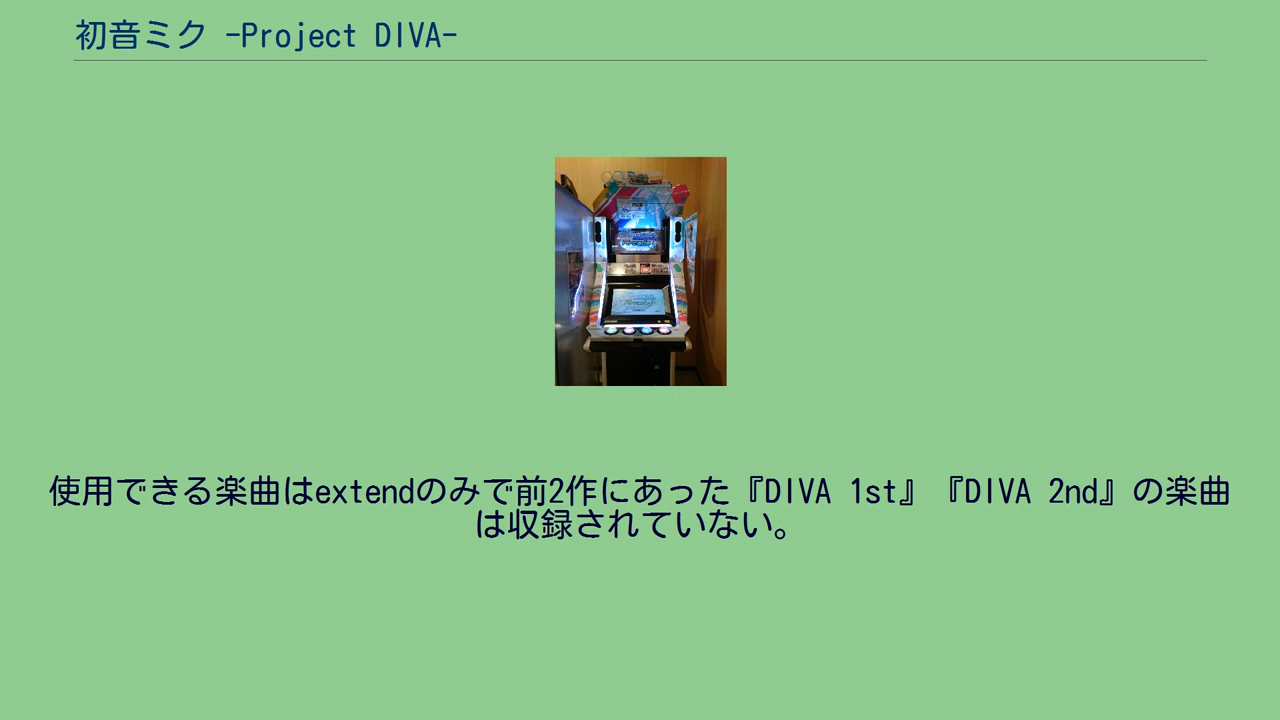 初音ミク -Project DIVA-
使用できる楽曲はextendのみで前2作にあった『DIVA 1st』『DIVA 2nd』の楽曲
は収録されていない。